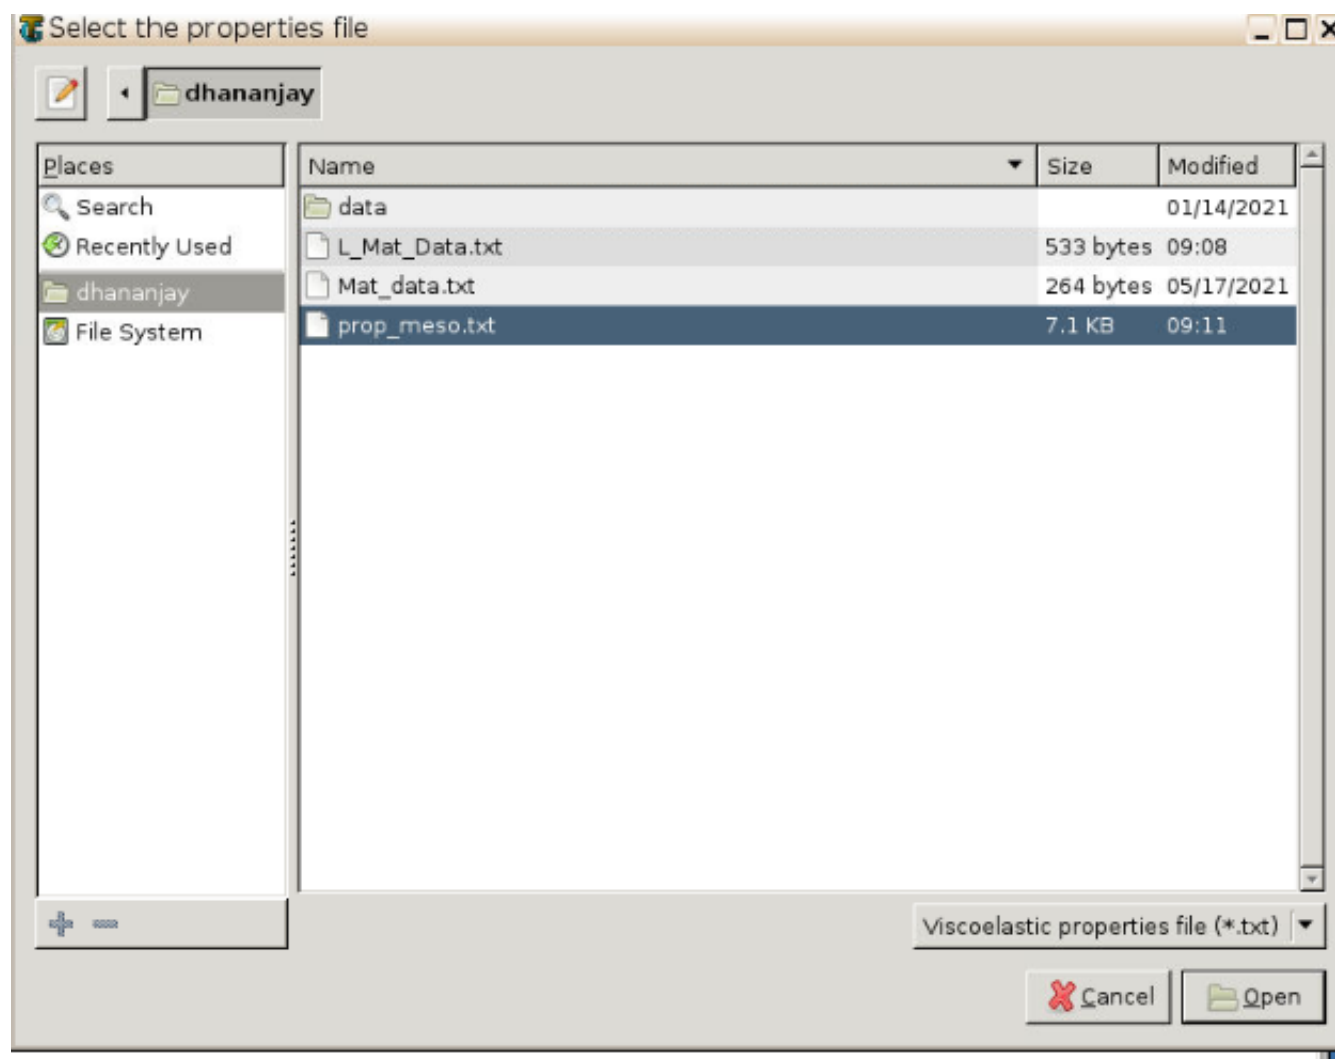 Select the properties file
dhananjay
Places
Search
Recently Used
dhananjay
File System
Name Size Modified
data 01/14/2021
L_Mat_Data.txt 533 bytes 09:08
Mat_data.txt 264 bytes 05/17/2021
prop_meso.txt 7.1 KB 09:11
Viscoelastic properties file (*.txt)
Cancel Open